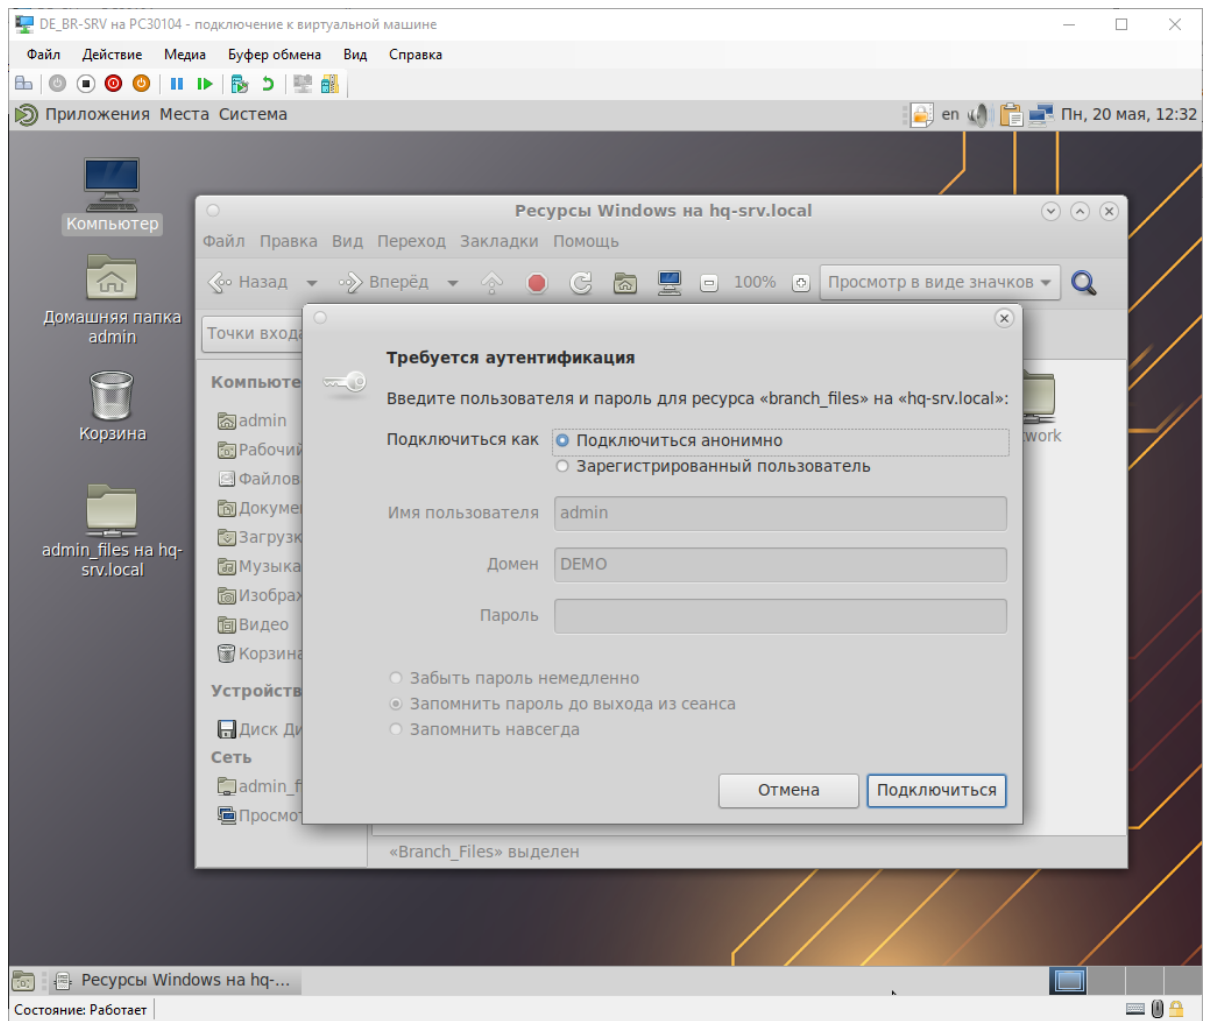 DE_BR-SRV на PC30104 - подключение к виртуальной машине
Файл Действие Медиа Буфер обмена Вид Справка
Приложения Места Система
en
Пн, 20 мая, 12:32
Компьютер
Домашняя папка
admin
Корзина
admin_files на hq-
srv.local
Ресурсы Windows на hq-srv.local
Файл Правка Вид Переход Закладки Помощь
Назад Вперёд 100% Просмотр в виде значков
Точки входа
Компьюте
admin
Рабочий
Файлов
Докуме
Загрузк
Музыка
Изображ
Видео
Корзина
Устройств
Диск Ди
Сеть
admin_f
Просмот
work
Требуется аутентификация
Введите пользователя и пароль для ресурса «branch_files» на «hq-srv.local»:
Подключиться как Подключиться анонимно
Зарегистрированный пользователь
Имя пользователя admin
Домен DEMO
Пароль
Забыть пароль немедленно
Запомнить пароль до выхода из сеанса
Запомнить навсегда
Отмена Подключиться
«Branch_Files» выделен
Ресурсы Windows на hq-...
Состояние: Работает